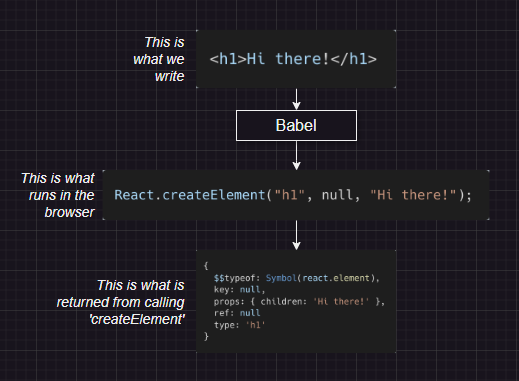 This is
what we
write
<h1>Hi there!</h1>
Babel
This is what
runs in the
browser
React.createElement("h1", null, "Hi there!");
This is what is
returned from calling
'createElement'
{
$$typeof: Symbol(react.element),
key: null,
props: { children: 'Hi there!' },
ref: null
type: 'h1'
}